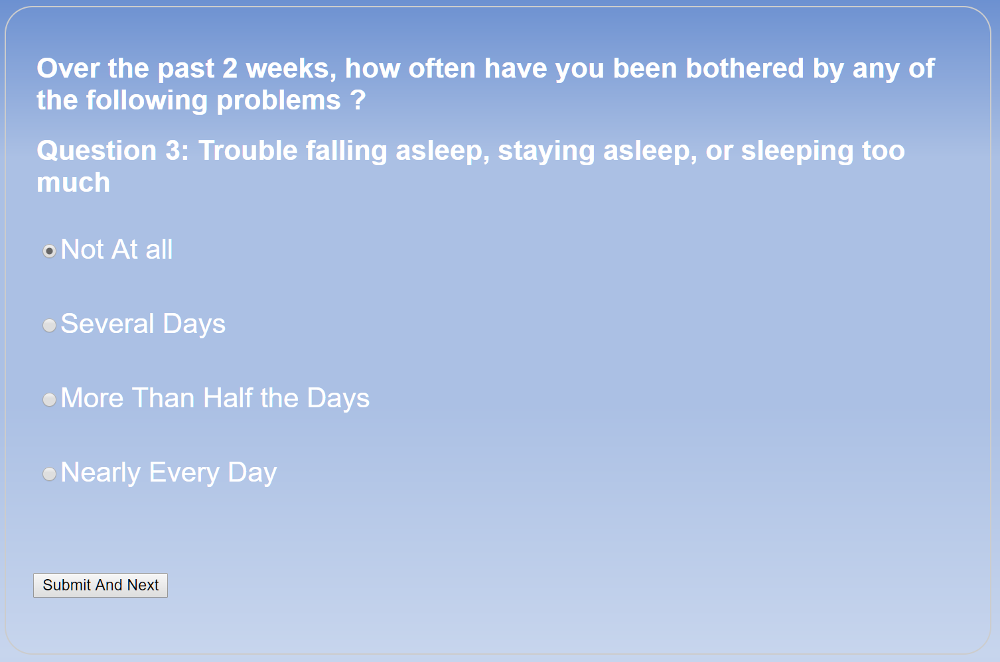 Over the past 2 weeks, how often have you been bothered by any of
the following problems ?
Question 3: Trouble falling asleep, staying asleep, or sleeping too
much
Not At all
Several Days
More Than Half the Days
Nearly Every Day
Submit And Next